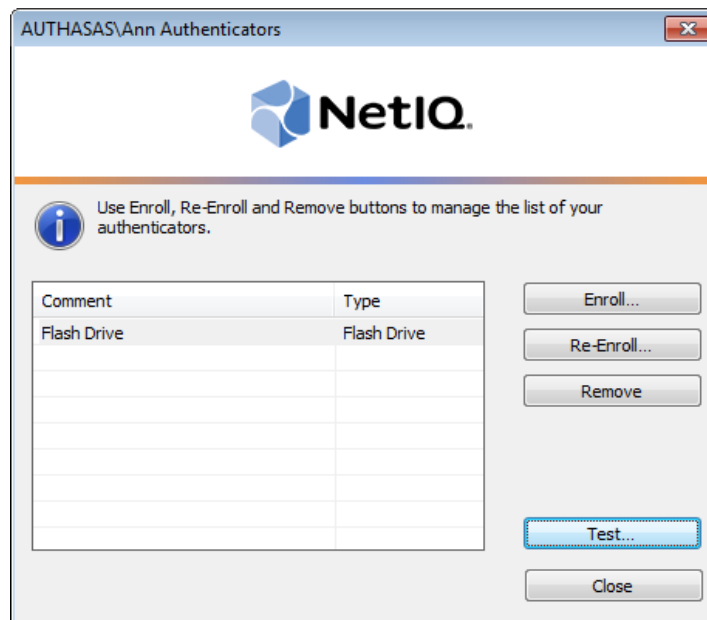 AUTHASAS\Ann Authenticators
NetIQ.
Use Enroll, Re-Enroll and Remove buttons to manage the list of your
authenticators.
Comment Type
Flash Drive Flash Drive
Enroll...
Re-Enroll...
Remove
Test...
Close